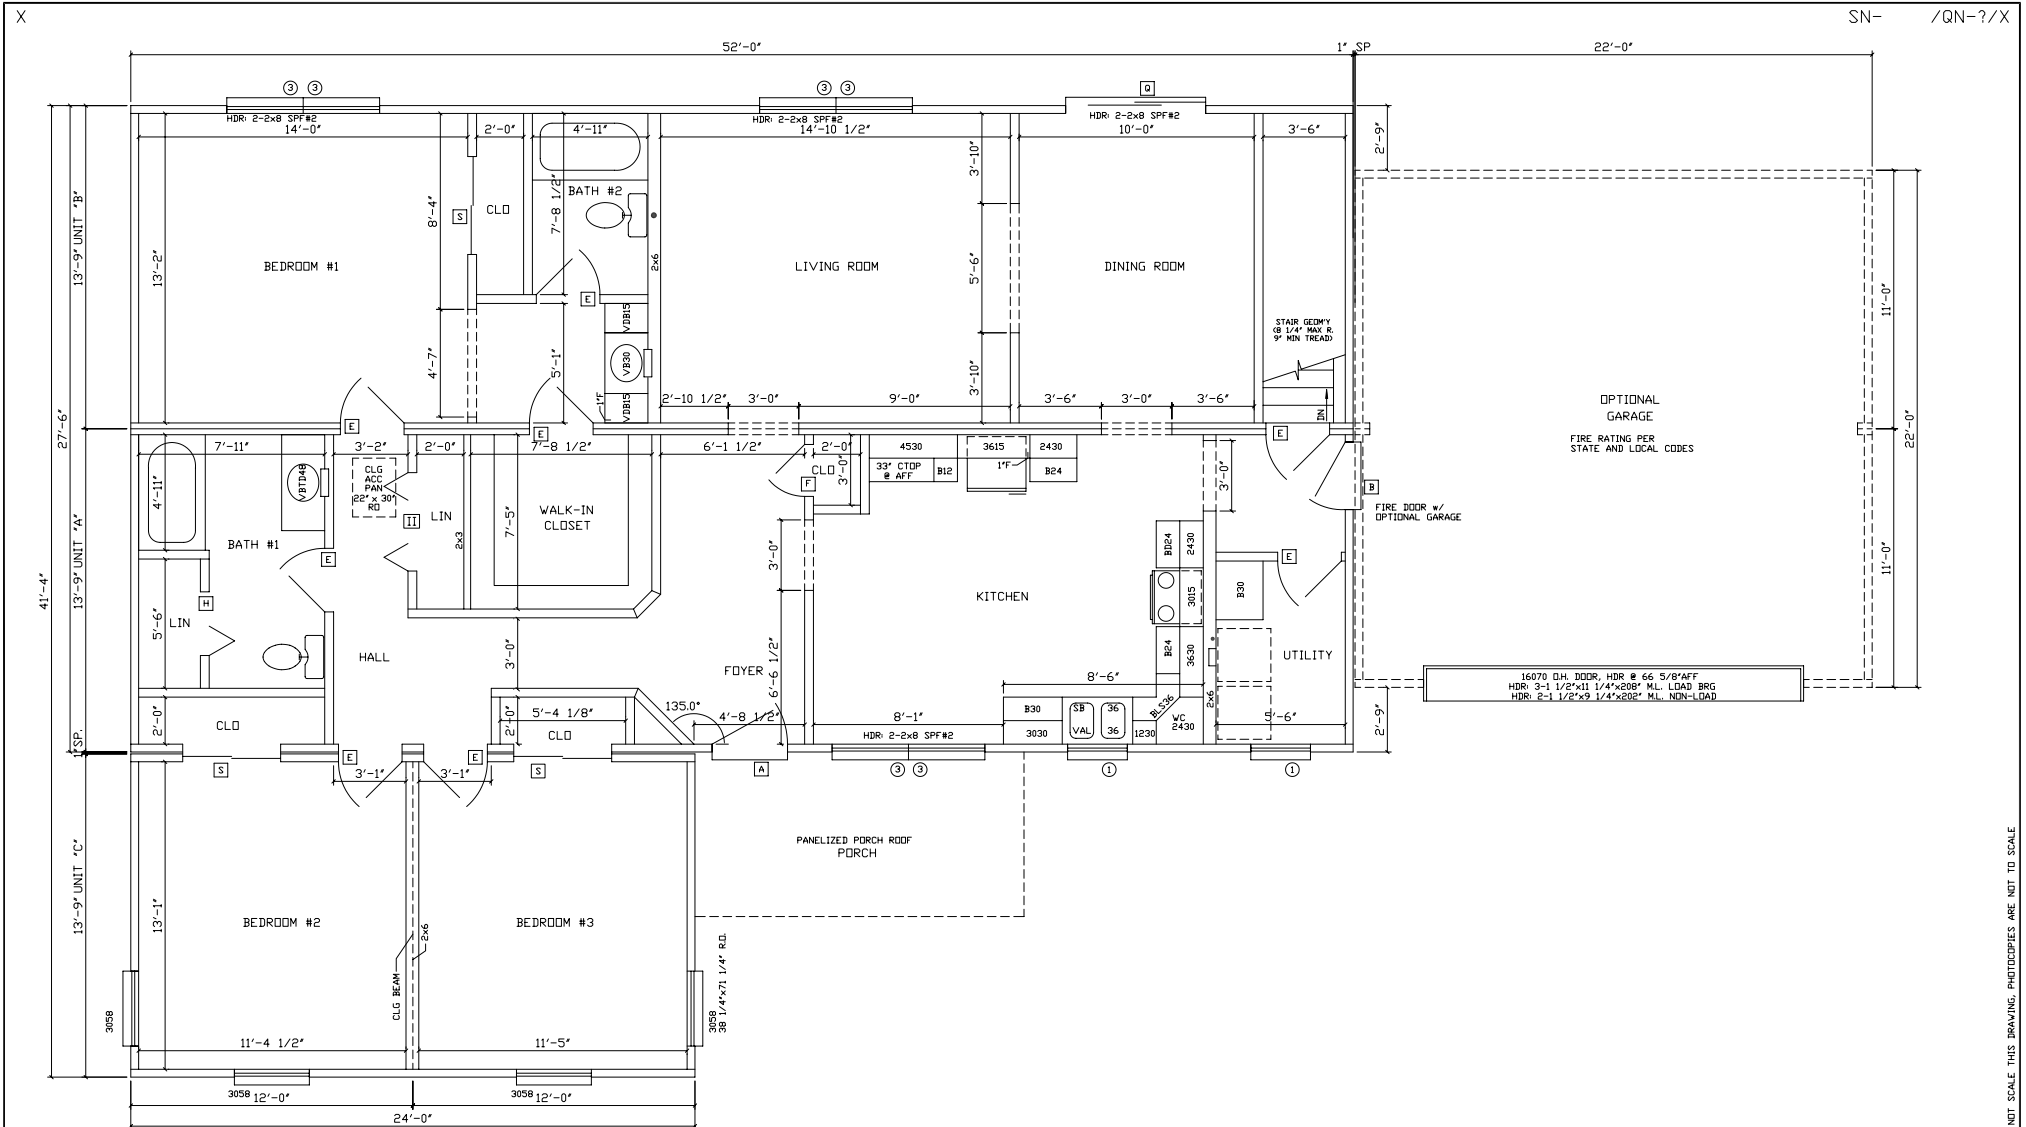 X
SN- /QN-?/X
52'-0"
1" SP
22'-0"
3 3
3 3
Q
HDR: 2-2x8 SPF#2
HDR: 2-2x8 SPF#2
HDR: 2-2x8 SPF#2
14'-0"
2'-0"
4'-11"
14'-10 1/2"
10'-0"
3'-6"
2'-9"
13'-9" UNIT "B"
13'-2"
8'-4"
S
CLO
7'-8 1/2"
BATH #2
2x6
3'-10"
BEDROOM #1
LIVING ROOM
5'-6"
DINING ROOM
11'-0"
E
VDB15
VB30
VDB15
1"F
4'-7"
5'-1"
3'-10"
STAIR GEOM'Y
(8 1/4" MAX R.
9" MIN TREAD)
DN
2'-10 1/2"
3'-0"
9'-0"
3'-6"
3'-0"
3'-6"
OPTIONAL
GARAGE
FIRE RATING PER
STATE AND LOCAL CODES
22'-0"
27'-6"
41'-4"
E
E
E
7'-11"
3'-2"
2'-0"
7'-8 1/2"
6'-1 1/2"
2'-0"
CLO
3'-0"
F
4530
3615
2430
33" CTOP
@ AFF
B12
1"F
B24
3'-0"
B
FIRE DOOR w/
OPTIONAL GARAGE
4'-11"
VBTD48
CLG
ACC
PAN
22" x 30"
RO
II
LIN
2x3
7'-5"
WALK-IN
CLOSET
13'-9" UNIT "A"
BATH #1
E
3'-0"
BD24
2430
E
11'-0"
H
5'-6"
LIN
KITCHEN
3015
B30
HALL
3'-0"
FOYER
6'-6 1/2"
B24
3630
UTILITY
8'-6"
16070 O.H. DOOR, HDR @ 66 5/8"AFF
HDR: 3-1 1/2"x11 1/4"x208" M.L. LOAD BRG
HDR: 2-1 1/2"x9 1/4"x202" M.L. NON-LOAD
2'-0"
CLO
2'-0"
5'-4 1/8"
CLO
135.0°
4'-8 1/2"
8'-1"
HDR: 2-2x8 SPF#2
B30
3030
SB
VAL
36
36
1230
BLS36
WC
2430
2x6
5'-6"
2'-9"
1"SP.
S
E
E
S
A
3 3
1
1
3'-1"
3'-1"
PANELIZED PORCH ROOF
PORCH
13'-9" UNIT "C"
13'-1"
BEDROOM #2
BEDROOM #3
CLG BEAM
2x6
3058
3058
38 1/4"x71 1/4" R.O.
11'-4 1/2"
11'-5"
3058
12'-0"
3058
12'-0"
24'-0"
NOT SCALE THIS DRAWING, PHOTOCOPIES ARE NOT TO SCALE